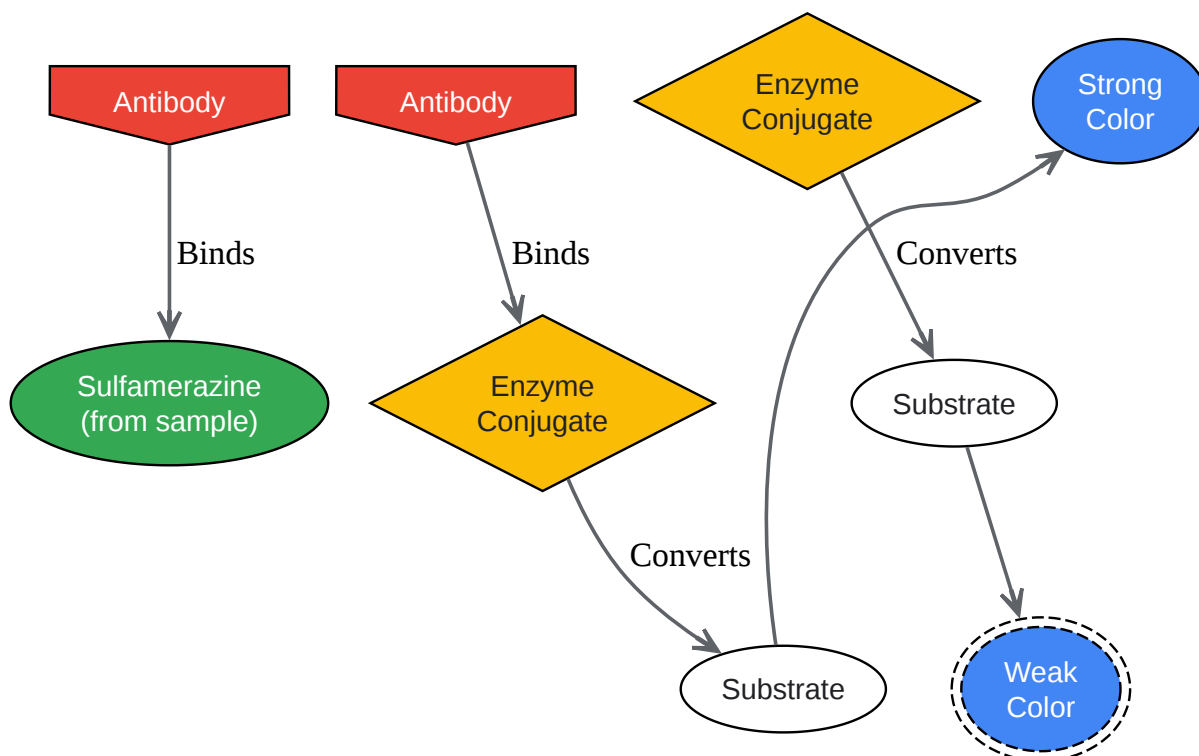 Antibody
Antibody
Enzyme
Conjugate
Strong
Color
Binds
Binds
Converts
Sulfamerazine
(from sample)
Enzyme
Conjugate
Substrate
Converts
Substrate
Weak
Color